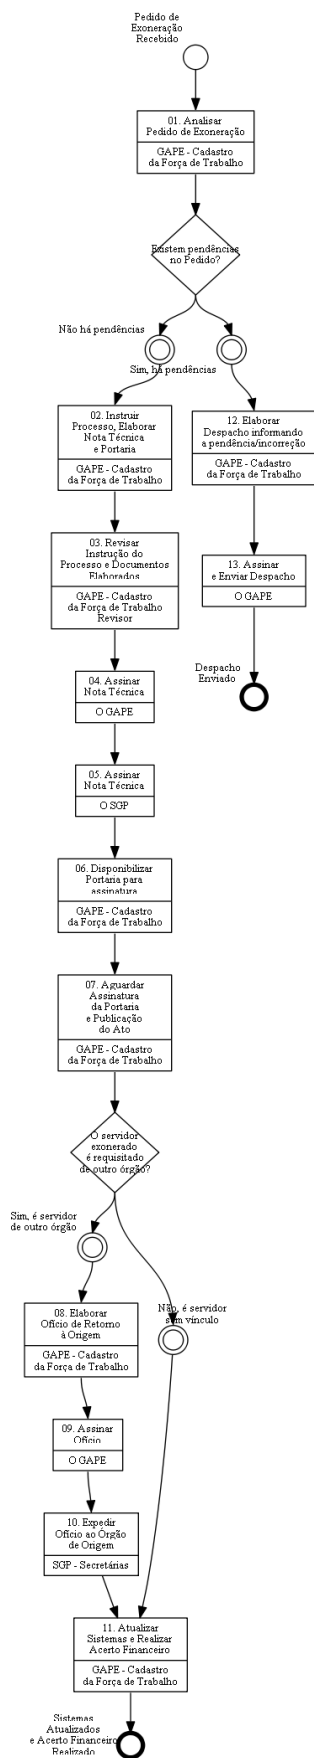 Pedido de
Exoneração
Recebido
01. Analisar
Pedido de Exoneração
GAPE - Cadastro
da Força de Trabalho
Existem pendências
no Pedido?
Não há pendências
Sim, há pendências
02. Instruir
Processo, Elaborar
Nota Técnica
e Portaria
GAPE - Cadastro
da Força de Trabalho
12. Elaborar
Despacho informando
a pendência/incorreção
GAPE - Cadastro
da Força de Trabalho
03. Revisar
Instrução do
Processo e Documentos
Elaborados
GAPE - Cadastro
da Força de Trabalho
Revisor
13. Assinar
e Enviar Despacho
O GAPE
04. Assinar
Nota Técnica
O GAPE
Despacho
Enviado
05. Assinar
Nota Técnica
O SGP
06. Disponibilizar
Portaria para
assinatura
GAPE - Cadastro
da Força de Trabalho
07. Aguardar
Assinatura
da Portaria
e Publicação
do Ato
GAPE - Cadastro
da Força de Trabalho
O servidor
exonerado
é requisitado
de outro órgão?
Sim, é servidor
de outro órgão
Não, é servidor
sem vínculo
08. Elaborar
Ofício de Retorno
à Origem
GAPE - Cadastro
da Força de Trabalho
09. Assinar
Ofício
O GAPE
10. Expedir
Ofício ao Órgão
de Origem
SGP - Secretárias
11. Atualizar
Sistemas e Realizar
Acerto Financeiro
GAPE - Cadastro
da Força de Trabalho
Sistemas
Atualizados
e Acerto Financeiro
Realizado